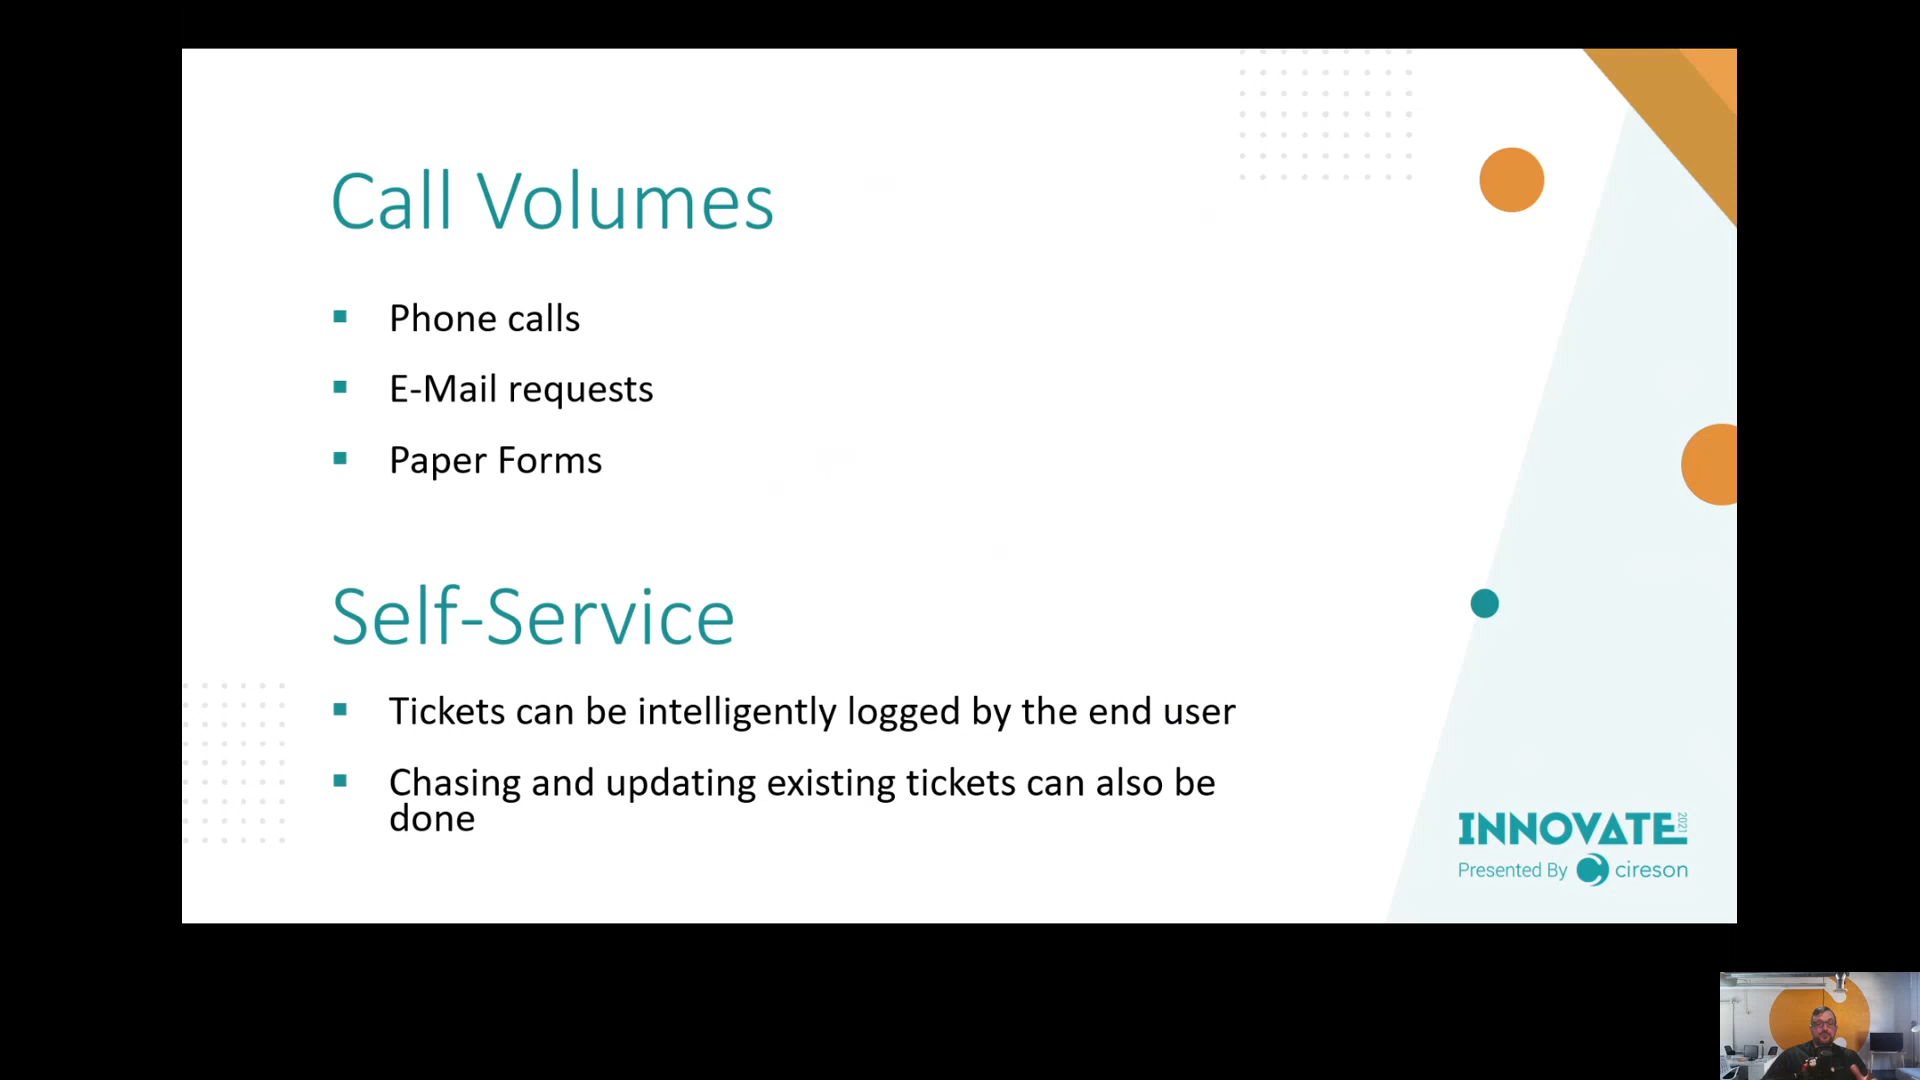 Call Volumes
Phone calls
E-Mail requests
Paper Forms
Self-Service
Tickets can be intelligently logged by the end user
Chasing and updating existing tickets can also be
done
INNOVATE 2021
Presented By cireson